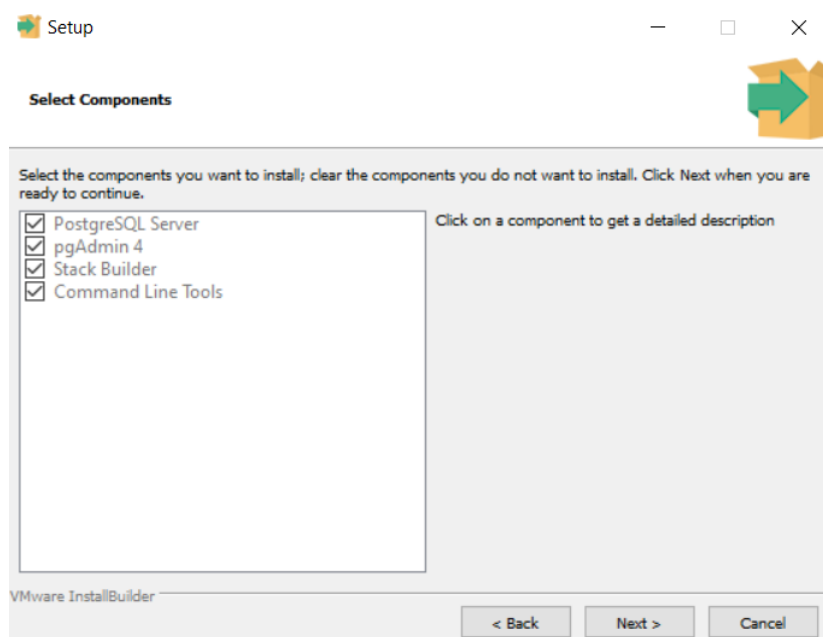 Setup
Select Components
Select the components you want to install; clear the components you do not want to install. Click Next when you are
ready to continue.
PostgreSQL Server
pgAdmin 4
Stack Builder
Command Line Tools
Click on a component to get a detailed description
VMware InstallBuilder
< Back
Next >
Cancel